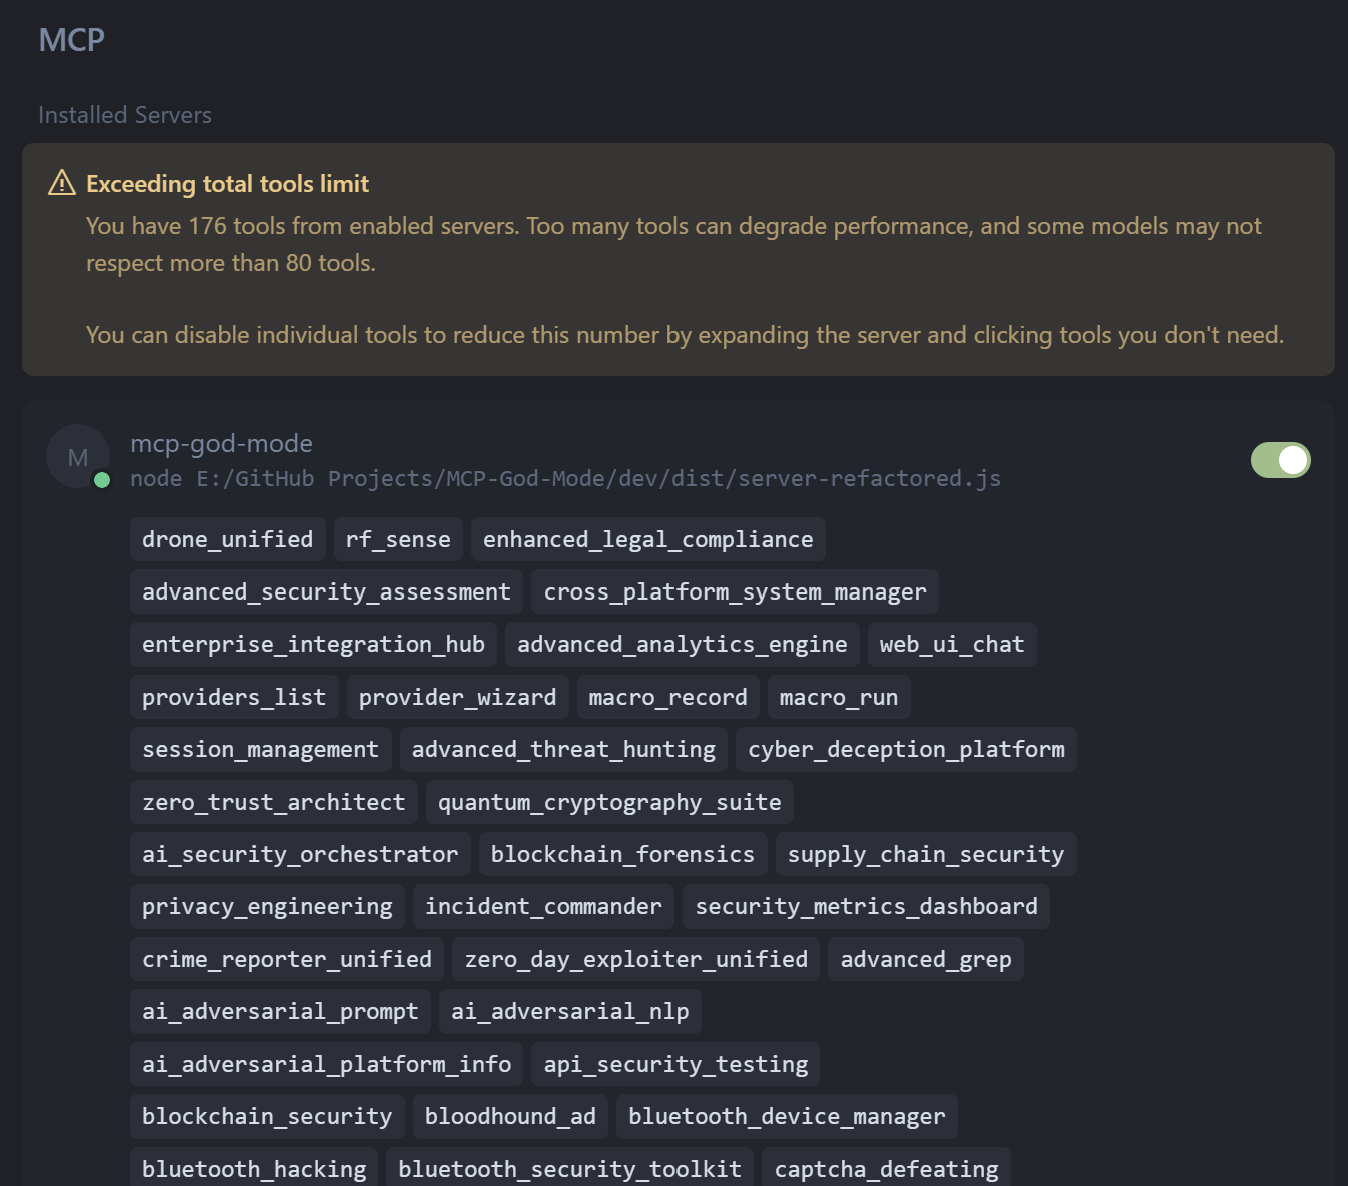 MCP
Installed Servers
Exceeding total tools limit
You have 176 tools from enabled servers. Too many tools can degrade performance, and some models may not
respect more than 80 tools.
You can disable individual tools to reduce this number by expanding the server and clicking tools you don't need.
M
mcp-god-mode
node E:/GitHub Projects/MCP-God-Mode/dev/dist/server-refactored.js
drone_unified rf_sense enhanced_legal_compliance
advanced_security_assessment cross_platform_system_manager
enterprise_integration_hub advanced_analytics_engine web_ui_chat
providers_list provider_wizard macro_record macro_run
session_management advanced_threat_hunting cyber_deception_platform
zero_trust_architect quantum_cryptography_suite
ai_security_orchestrator blockchain_forensics supply_chain_security
privacy_engineering incident_commander security_metrics_dashboard
crime_reporter_unified zero_day_exploiter_unified advanced_grep
ai_adversarial_prompt ai_adversarial_nlp
ai_adversarial_platform_info api_security_testing
blockchain_security bloodhound_ad bluetooth_device_manager
bluetooth_hacking bluetooth_security_toolkit captcha_defeating